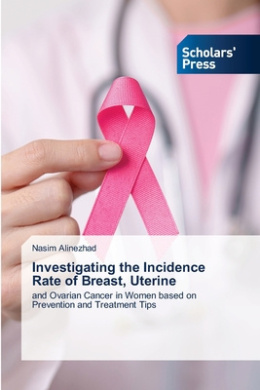 Scholars'
Press
Nasim Alinezhad
Investigating the Incidence
Rate of Breast, Uterine
and Ovarian Cancer in Women based on
Prevention and Treatment Tips